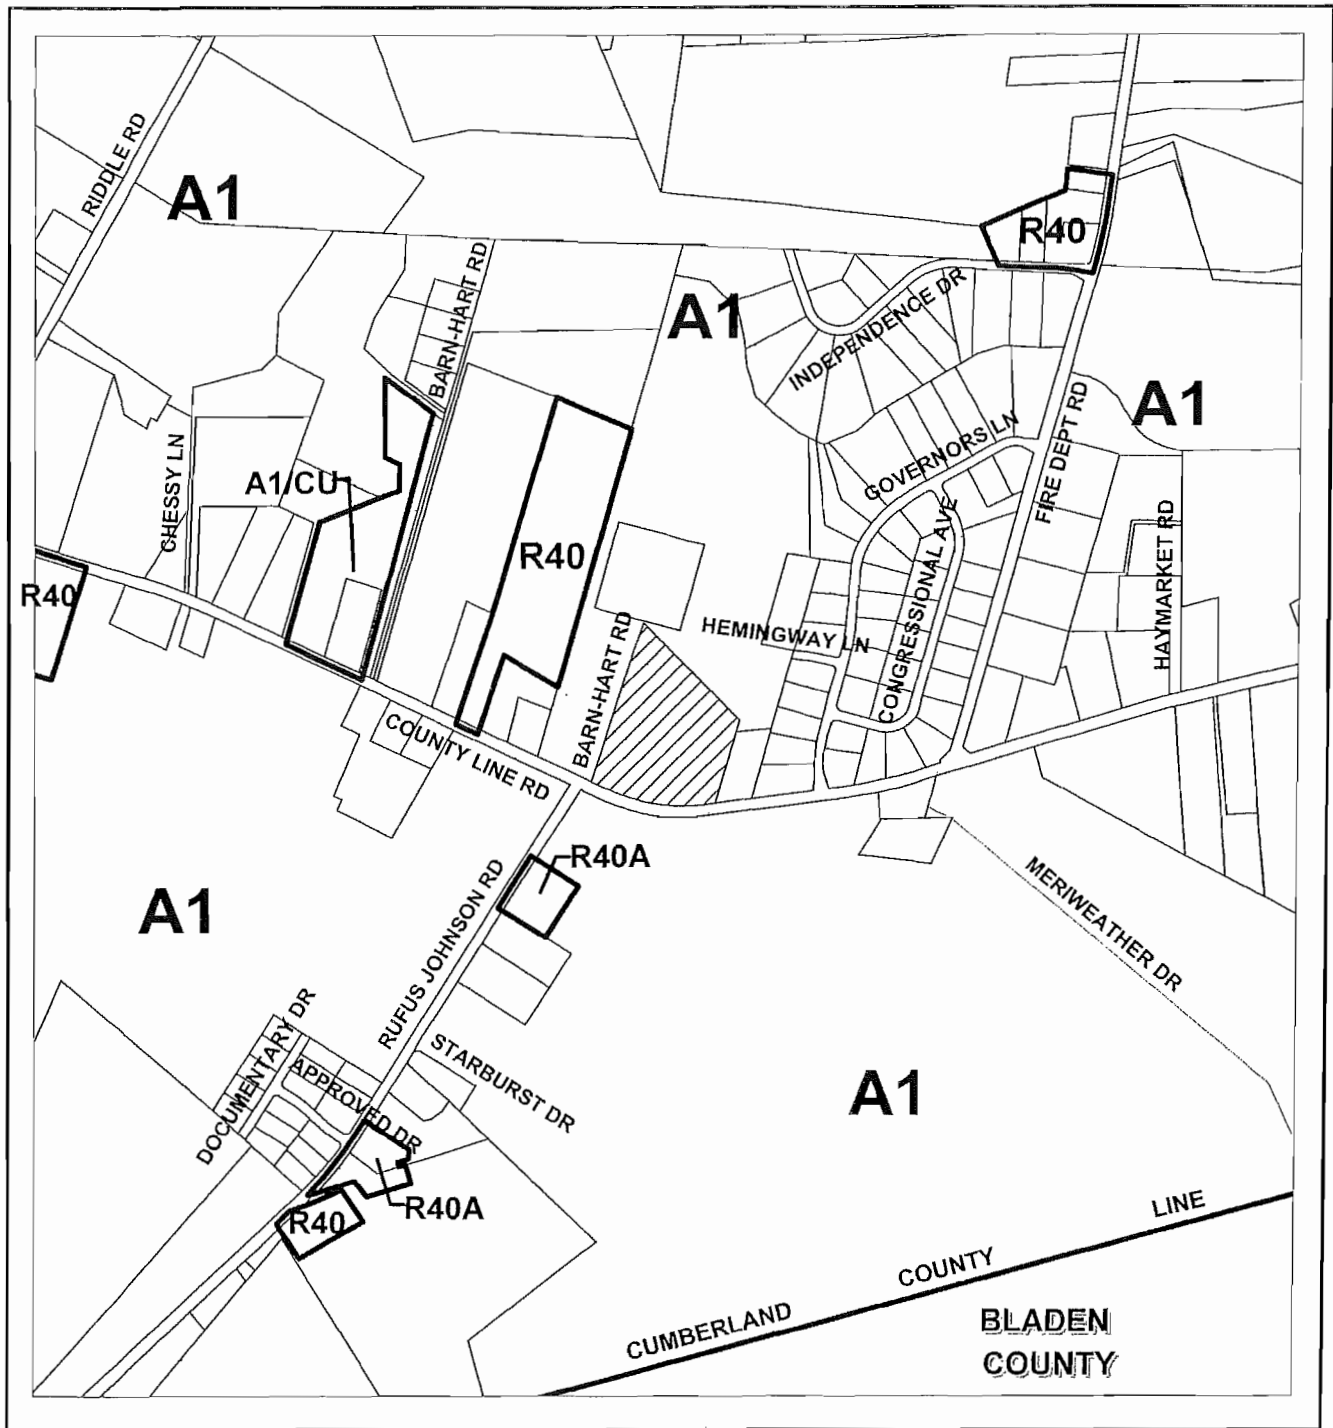 RIDDLE RD
A1
R40
BARN-HART RD
A1
INDEPENDENCE DR
A1
CHESSY LN
A1/CU
GOVERNORS LN
FIRE DEPT RD
HAYMARKET RD
R40
R40
CONGRESSIONAL AVE
HEMINGWAY LN
BARN-HART RD
COUNTY LINE RD
R40A
A1
RUFUS JOHNSON RD
MERIWEATHER DR
DOCUMENTARY DR
APPROVED DR
STARBURST DR
A1
R40A
R40
CUMBERLAND COUNTY LINE
BLADEN
COUNTY